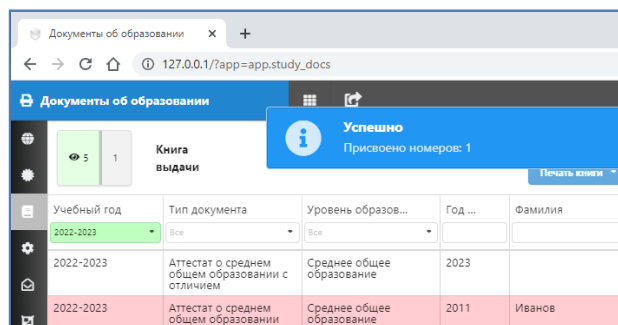 Документы об образовании
127.0.0.1/?app=app.study_docs
Документы об образовании
Успешно
Присвоено номеров: 1
5 1
Книга
выдачи
Печать книги
Учебный год Тип документа Уровень образов... Год ... Фамилия
2022-2023 Все Все
2022-2023 Аттестат о среднем Среднее общее 2023
общем образовании с образование
отличием
2022-2023 Аттестат о среднем Среднее общее 2011 Иванов
общем образовании образование